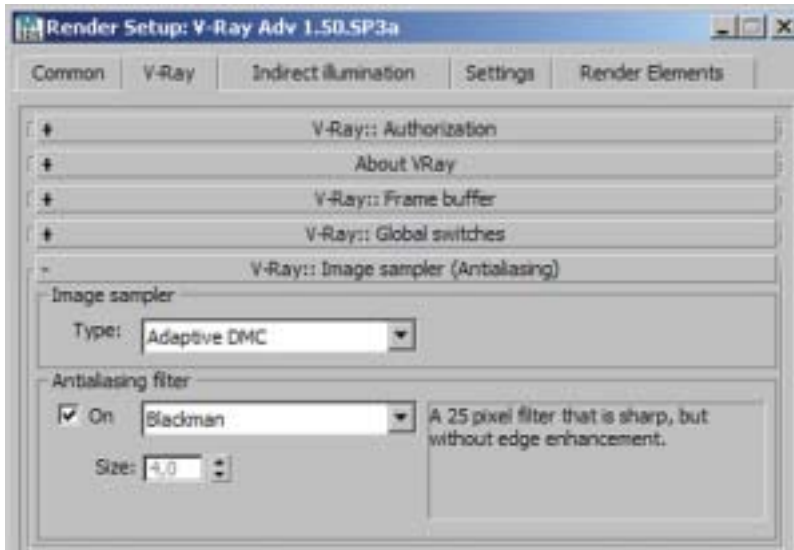 Render Setup: V-Ray Adv 1.50.SP3a
Common V-Ray Indirect illumination Settings Render Elements
+ V-Ray:: Authorization
+ About VRay
+ V-Ray:: Frame buffer
+ V-Ray:: Global switches
- V-Ray:: Image sampler (Antialiasing)
Image sampler
Type: Adaptive DMC
Antialiasing filter
On Blackman
A 25 pixel filter that is sharp, but
without edge enhancement.
Size: 4,0